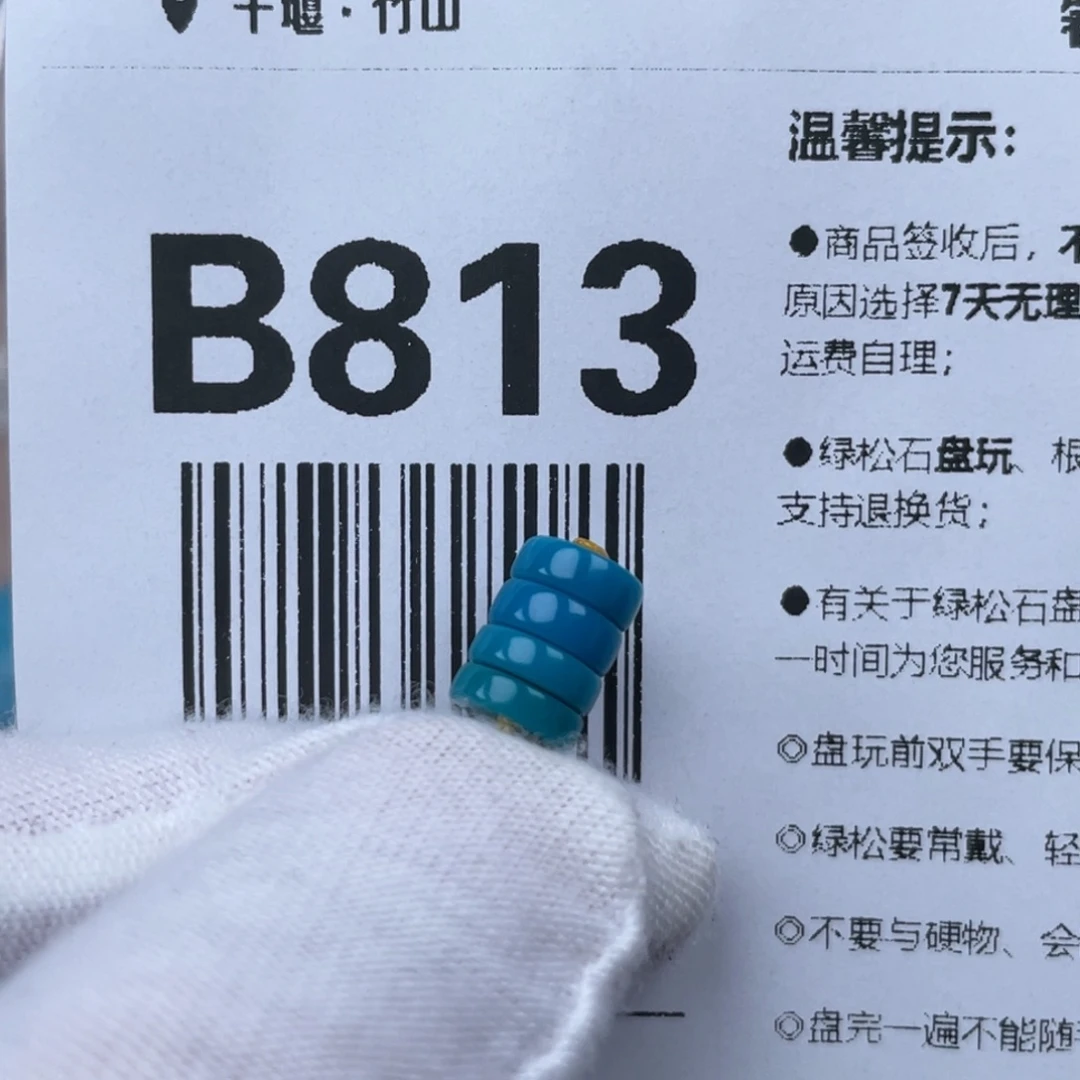 十堰·竹山
温馨提示：
B813
●商品签收后，
原因选择7天无理
运费自理；
●绿松石盘玩、根
支持退换货；
●有关于绿松石盘
一时间为您服务和
◎盘玩前双手要保
◎绿松要常戴、轻
◎不要与硬物、会
◎盘完一遍不能随